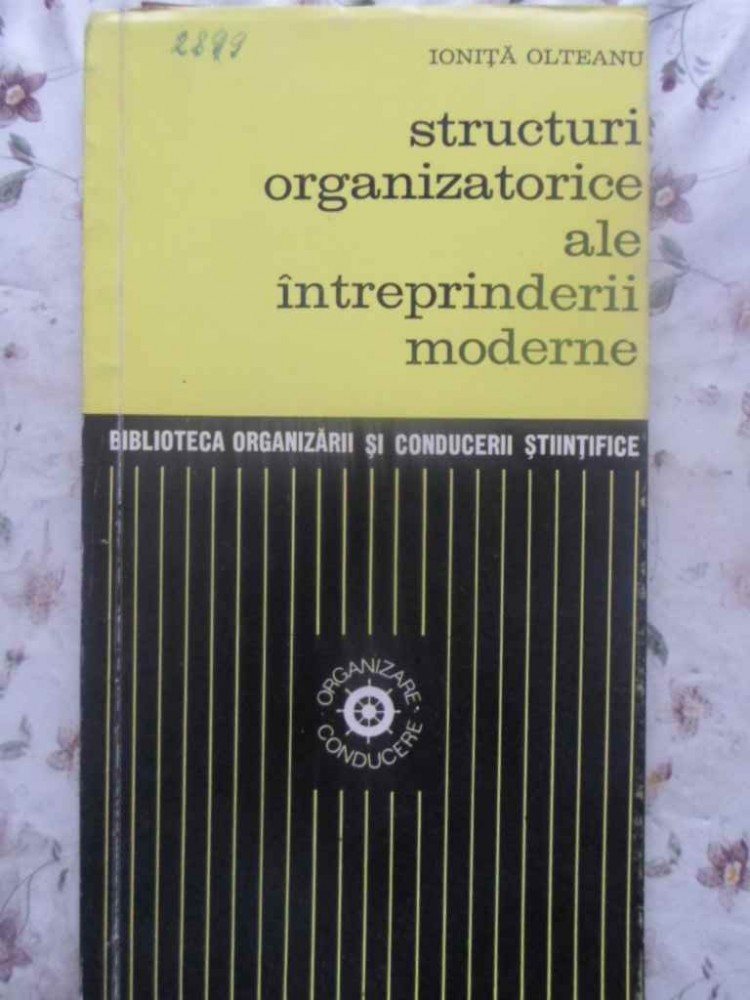 2899
IONIȚĂ OLTEANU
structuri
organizatorice
ale
întreprinderii
moderne
BIBLIOTECA ORGANIZĂRII ȘI CONDUCERII ȘTIINȚIFICE
ORGANIZARE ·
CONDUCERE